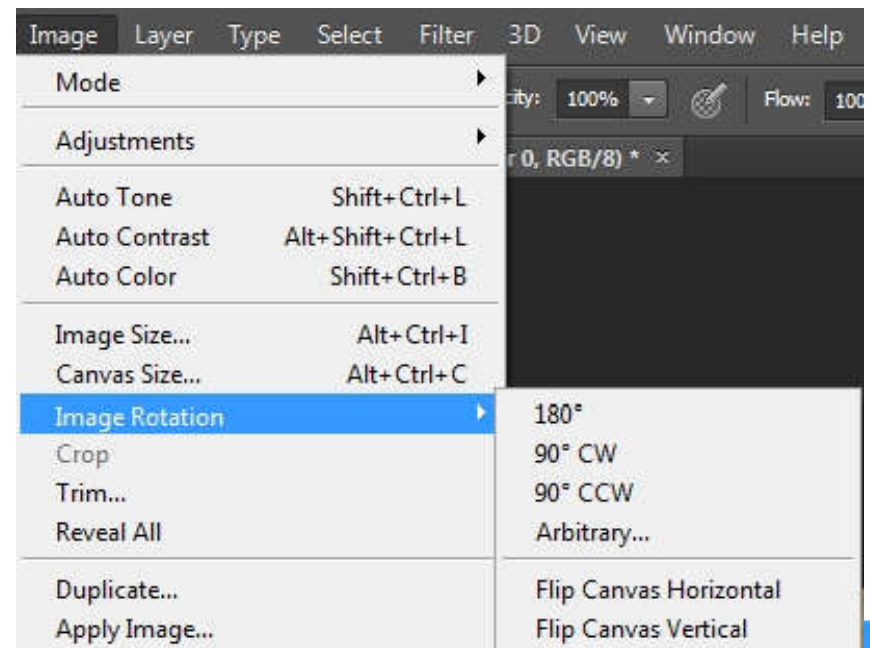 Image Layer Type Select Filter 3D View Window Help
Mode
city: 100% Flow: 100
Adjustments
r 0, RGB/8) * ×
Auto Tone Shift+Ctrl+L
Auto Contrast Alt+Shift+Ctrl+L
Auto Color Shift+Ctrl+B
Image Size... Alt+Ctrl+I
Canvas Size... Alt+Ctrl+C
Image Rotation
180°
Crop
90° CW
Trim...
90° CCW
Reveal All
Arbitrary...
Duplicate...
Flip Canvas Horizontal
Apply Image...
Flip Canvas Vertical